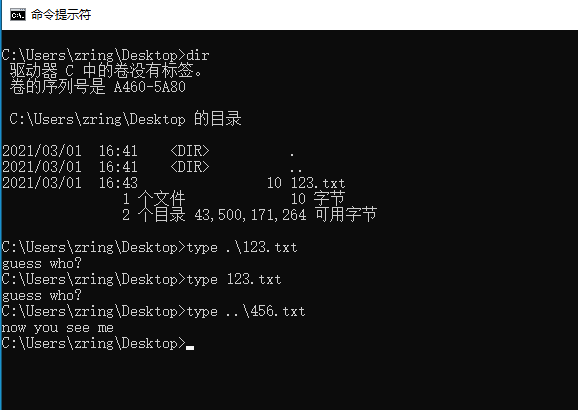 命令提示符
C:\Users\zring\Desktop>dir
驱动器 C 中的卷没有标签。
卷的序列号是 A460-5A80
C:\Users\zring\Desktop 的目录
2021/03/01  16:41    <DIR>          .
2021/03/01  16:41    <DIR>          ..
2021/03/01  16:43                10 123.txt
1 个文件             10 字节
2 个目录 43,500,171,264 可用字节
C:\Users\zring\Desktop>type .\123.txt
guess who?
C:\Users\zring\Desktop>type 123.txt
guess who?
C:\Users\zring\Desktop>type ..\456.txt
now you see me
C:\Users\zring\Desktop>